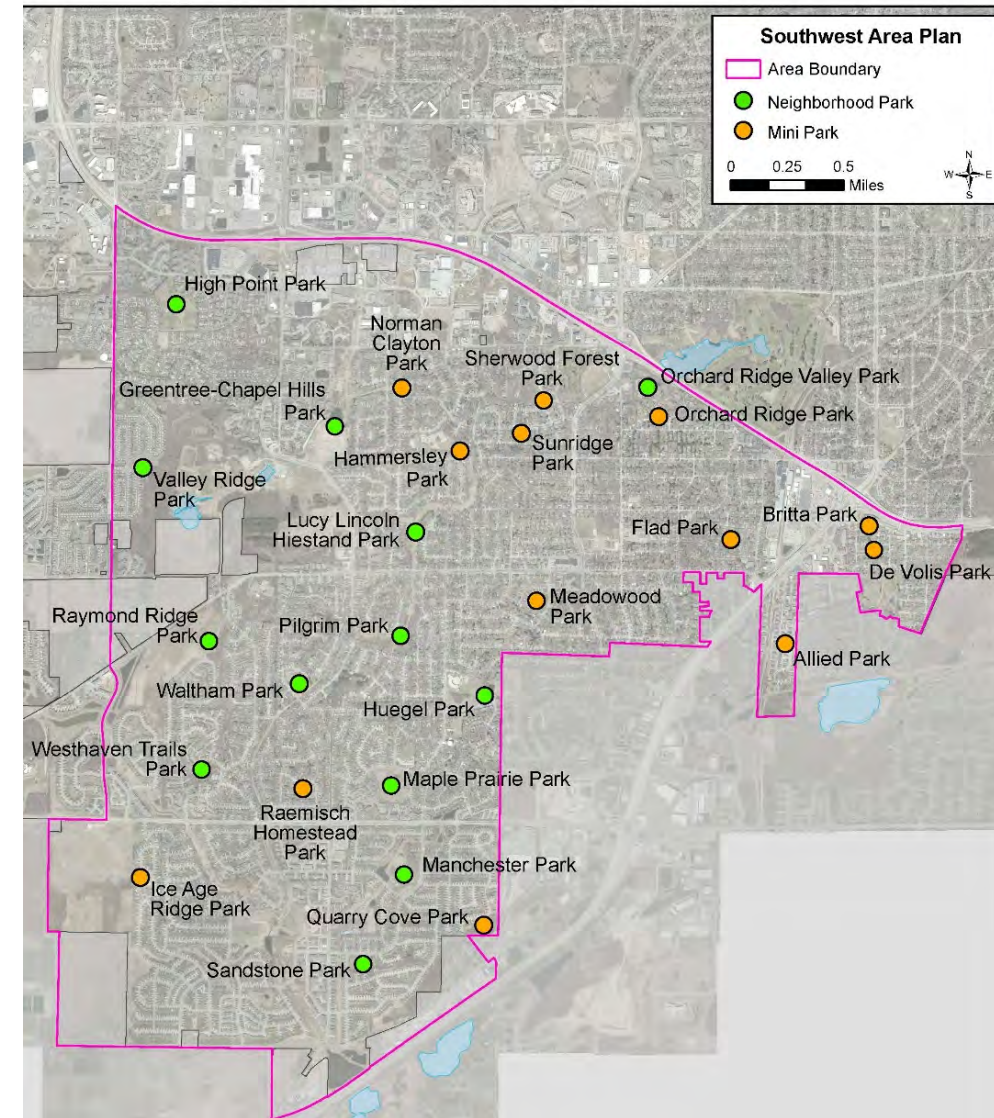 Southwest Area Plan
Area Boundary
Neighborhood Park
Mini Park
0 0.25 0.5
Miles
N
W E
S
High Point Park
Norman
Clayton
Park
Sherwood Forest
Park
Greentree-Chapel Hills
Park
Orchard Ridge Valley Park
Orchard Ridge Park
Sunridge
Park
Hammersley
Park
Valley Ridge
Park
Lucy Lincoln
Hiestand Park
Flad Park
Britta Park
De Volis Park
Meadowood
Park
Raymond Ridge
Park
Pilgrim Park
Allied Park
Waltham Park
Huegel Park
Westhaven Trails
Park
Maple Prairie Park
Raemisch
Homestead
Park
Manchester Park
Ice Age
Ridge Park
Quarry Cove Park
Sandstone Park